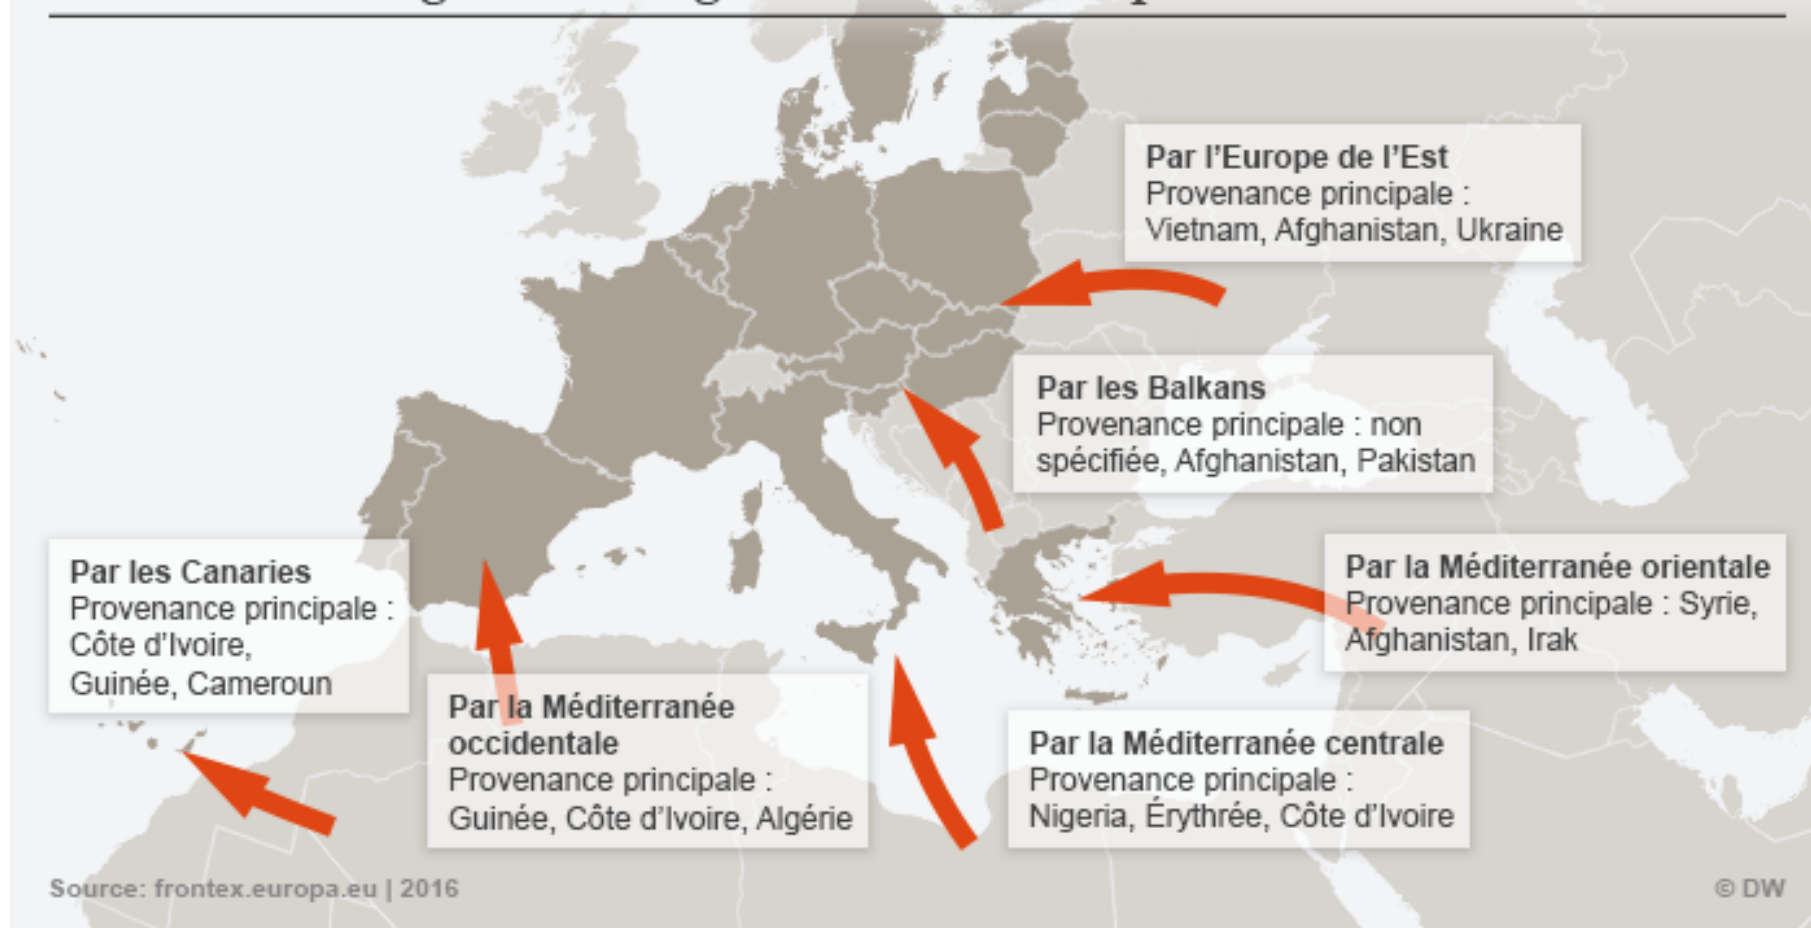 Par l’Europe de l’Est
Provenance principale :
Vietnam, Afghanistan, Ukraine
Par les Balkans
Provenance principale : non
spécifiée, Afghanistan, Pakistan
Par les Canaries
Provenance principale :
Côte d’Ivoire,
Guinée, Cameroun
Par la Méditerranée orientale
Provenance principale : Syrie,
Afghanistan, Irak
Par la Méditerranée
occidentale
Provenance principale :
Guinée, Côte d’Ivoire, Algérie
Par la Méditerranée centrale
Provenance principale :
Nigeria, Érythrée, Côte d’Ivoire
Source: frontex.europa.eu | 2016
© DW